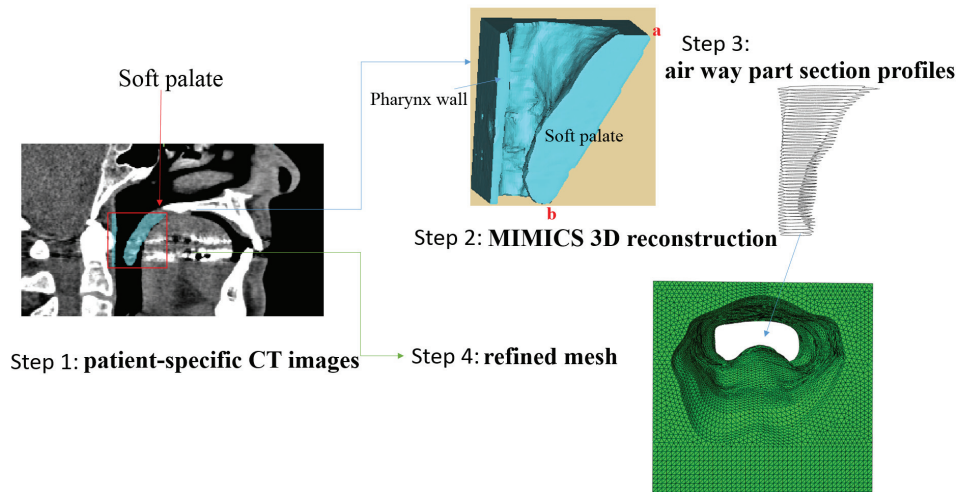 Soft palate
Step 1: patient-specific CT images
a
Pharynx wall
Soft palate
b
Step 2: MIMICS 3D reconstruction
Step 3:
air way part section profiles
Step 4: refined mesh